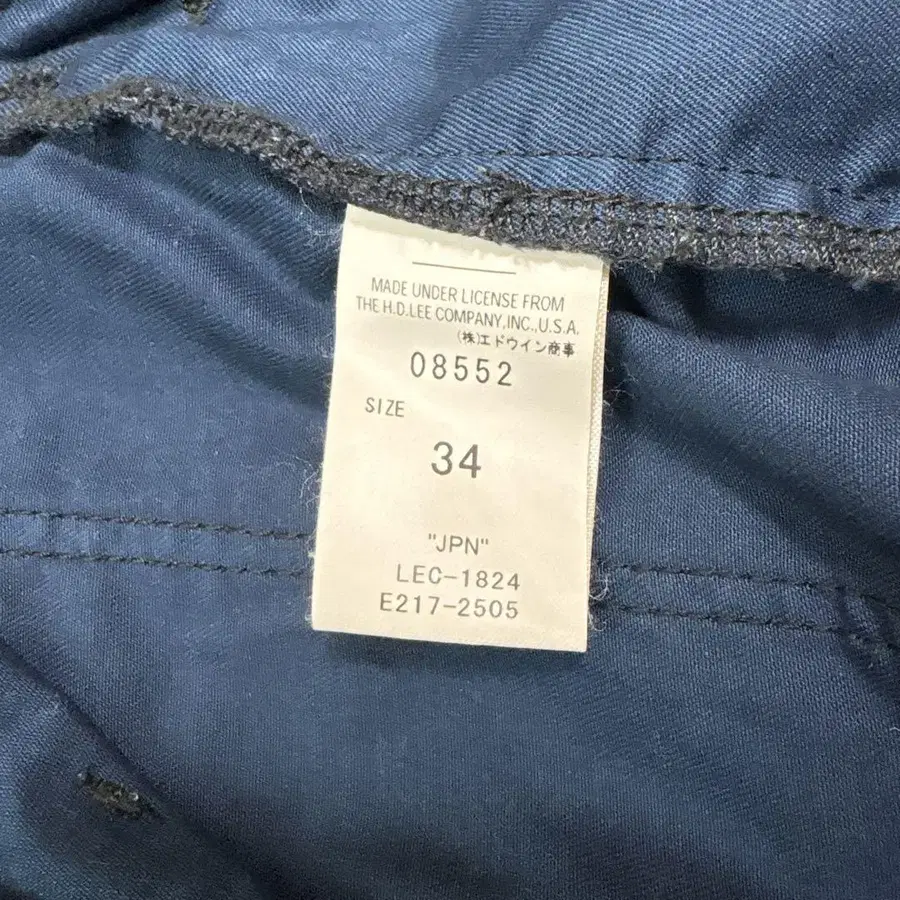 MADE UNDER LICENSE FROM
THE H.D.LEE COMPANY,INC.,U.S.A.
(株)エドウイン商事
08552
SIZE
34
"JPN"
LEC-1824
E217-2505